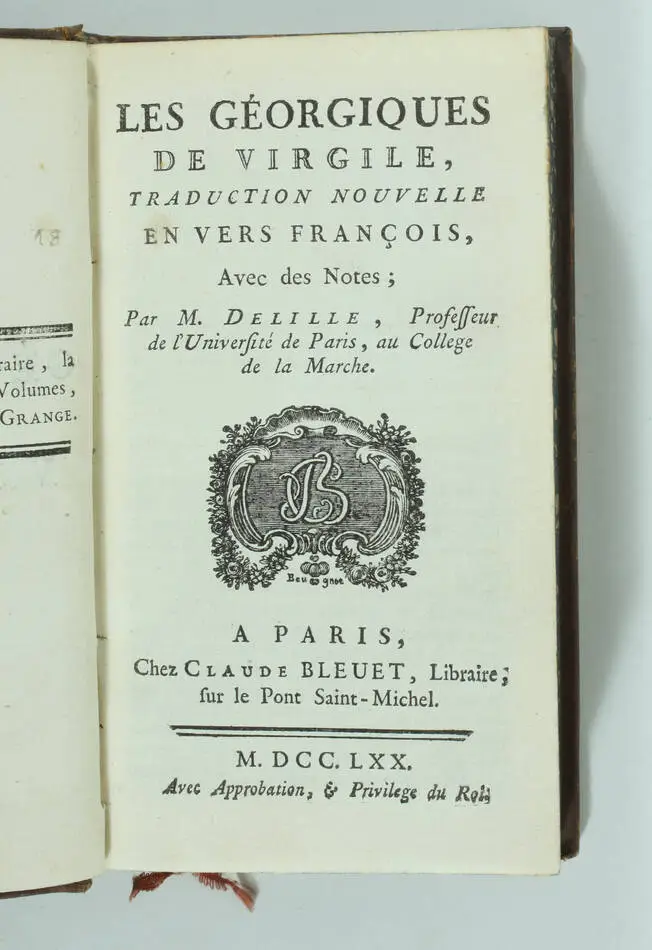 raire, la
Volumes,
GRANGE.
LES GÉORGIQUES
DE VIRGILE,
TRADUCTION NOUVELLE
EN VERS FRANÇOIS,
Avec des Notes ;
Par M. DELILLE, Profeſſeur
de l'Univerſité de Paris, au College
de la Marche.
CB
Beugnet
A PARIS,
Chez CLAUDE BLEUET, Libraire,
ſur le Pont Saint-Michel.
M. DCC. LXX.
Avec Approbation, & Privilege du Roi.